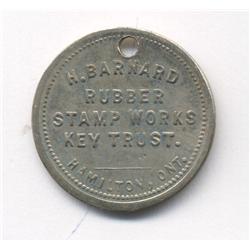 H. BARNARD
RUBBER
STAMP WORKS
KEY TRUST.
HAMILTON, ONT.